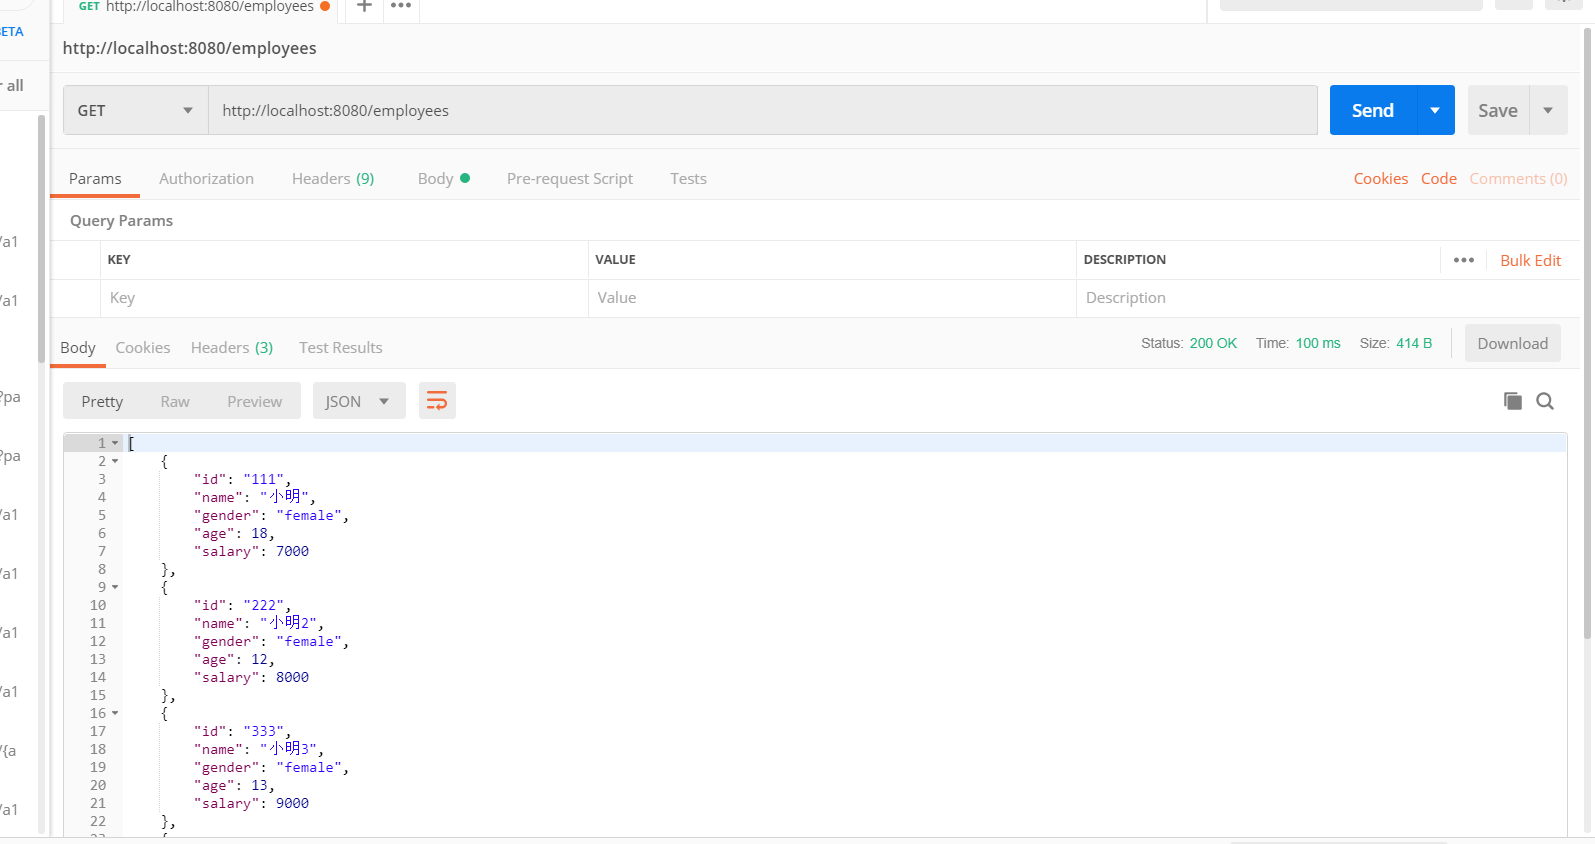 GET http://localhost:8080/employees
BETA
http://localhost:8080/employees
r all
GET http://localhost:8080/employees Send Save
Params Authorization Headers (9) Body Pre-request Script Tests Cookies Code Comments (0)
Query Params
/a1
KEY VALUE DESCRIPTION Bulk Edit
Key Value Description
/a1
Body Cookies Headers (3) Test Results Status: 200 OK Time: 100 ms Size: 414 B Download
?pa
Pretty Raw Preview JSON
1 [
2 {
?pa
3 "id": "111",
4 "name": "小明",
5 "gender": "female",
/a1
6 "age": 18,
7 "salary": 7000
8 },
/a1
9 {
10 "id": "222",
11 "name": "小明2",
/a1
12 "gender": "female",
13 "age": 12,
14 "salary": 8000
/a1
15 },
16 {
17 "id": "333",
/{a
18 "name": "小明3",
19 "gender": "female",
20 "age": 13,
/a1
21 "salary": 9000
22 },
23 {